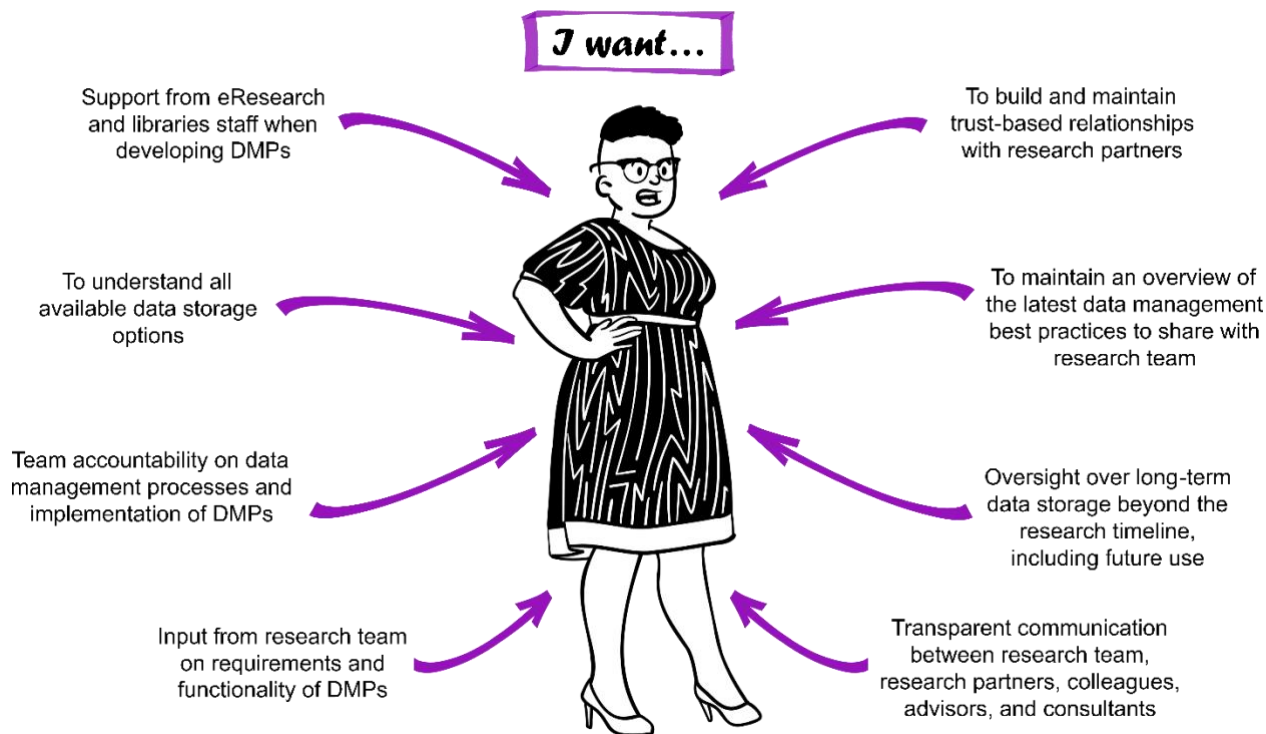 I want...
Support from eResearch
and libraries staff when
developing DMPs
To understand all
available data storage
options
Team accountability on data
management processes and
implementation of DMPs
Input from research team
on requirements and
functionality of DMPs
To build and maintain
trust-based relationships
with research partners
To maintain an overview of
the latest data management
best practices to share with
research team
Oversight over long-term
data storage beyond the
research timeline,
including future use
Transparent communication
between research team,
research partners, colleagues,
advisors, and consultants